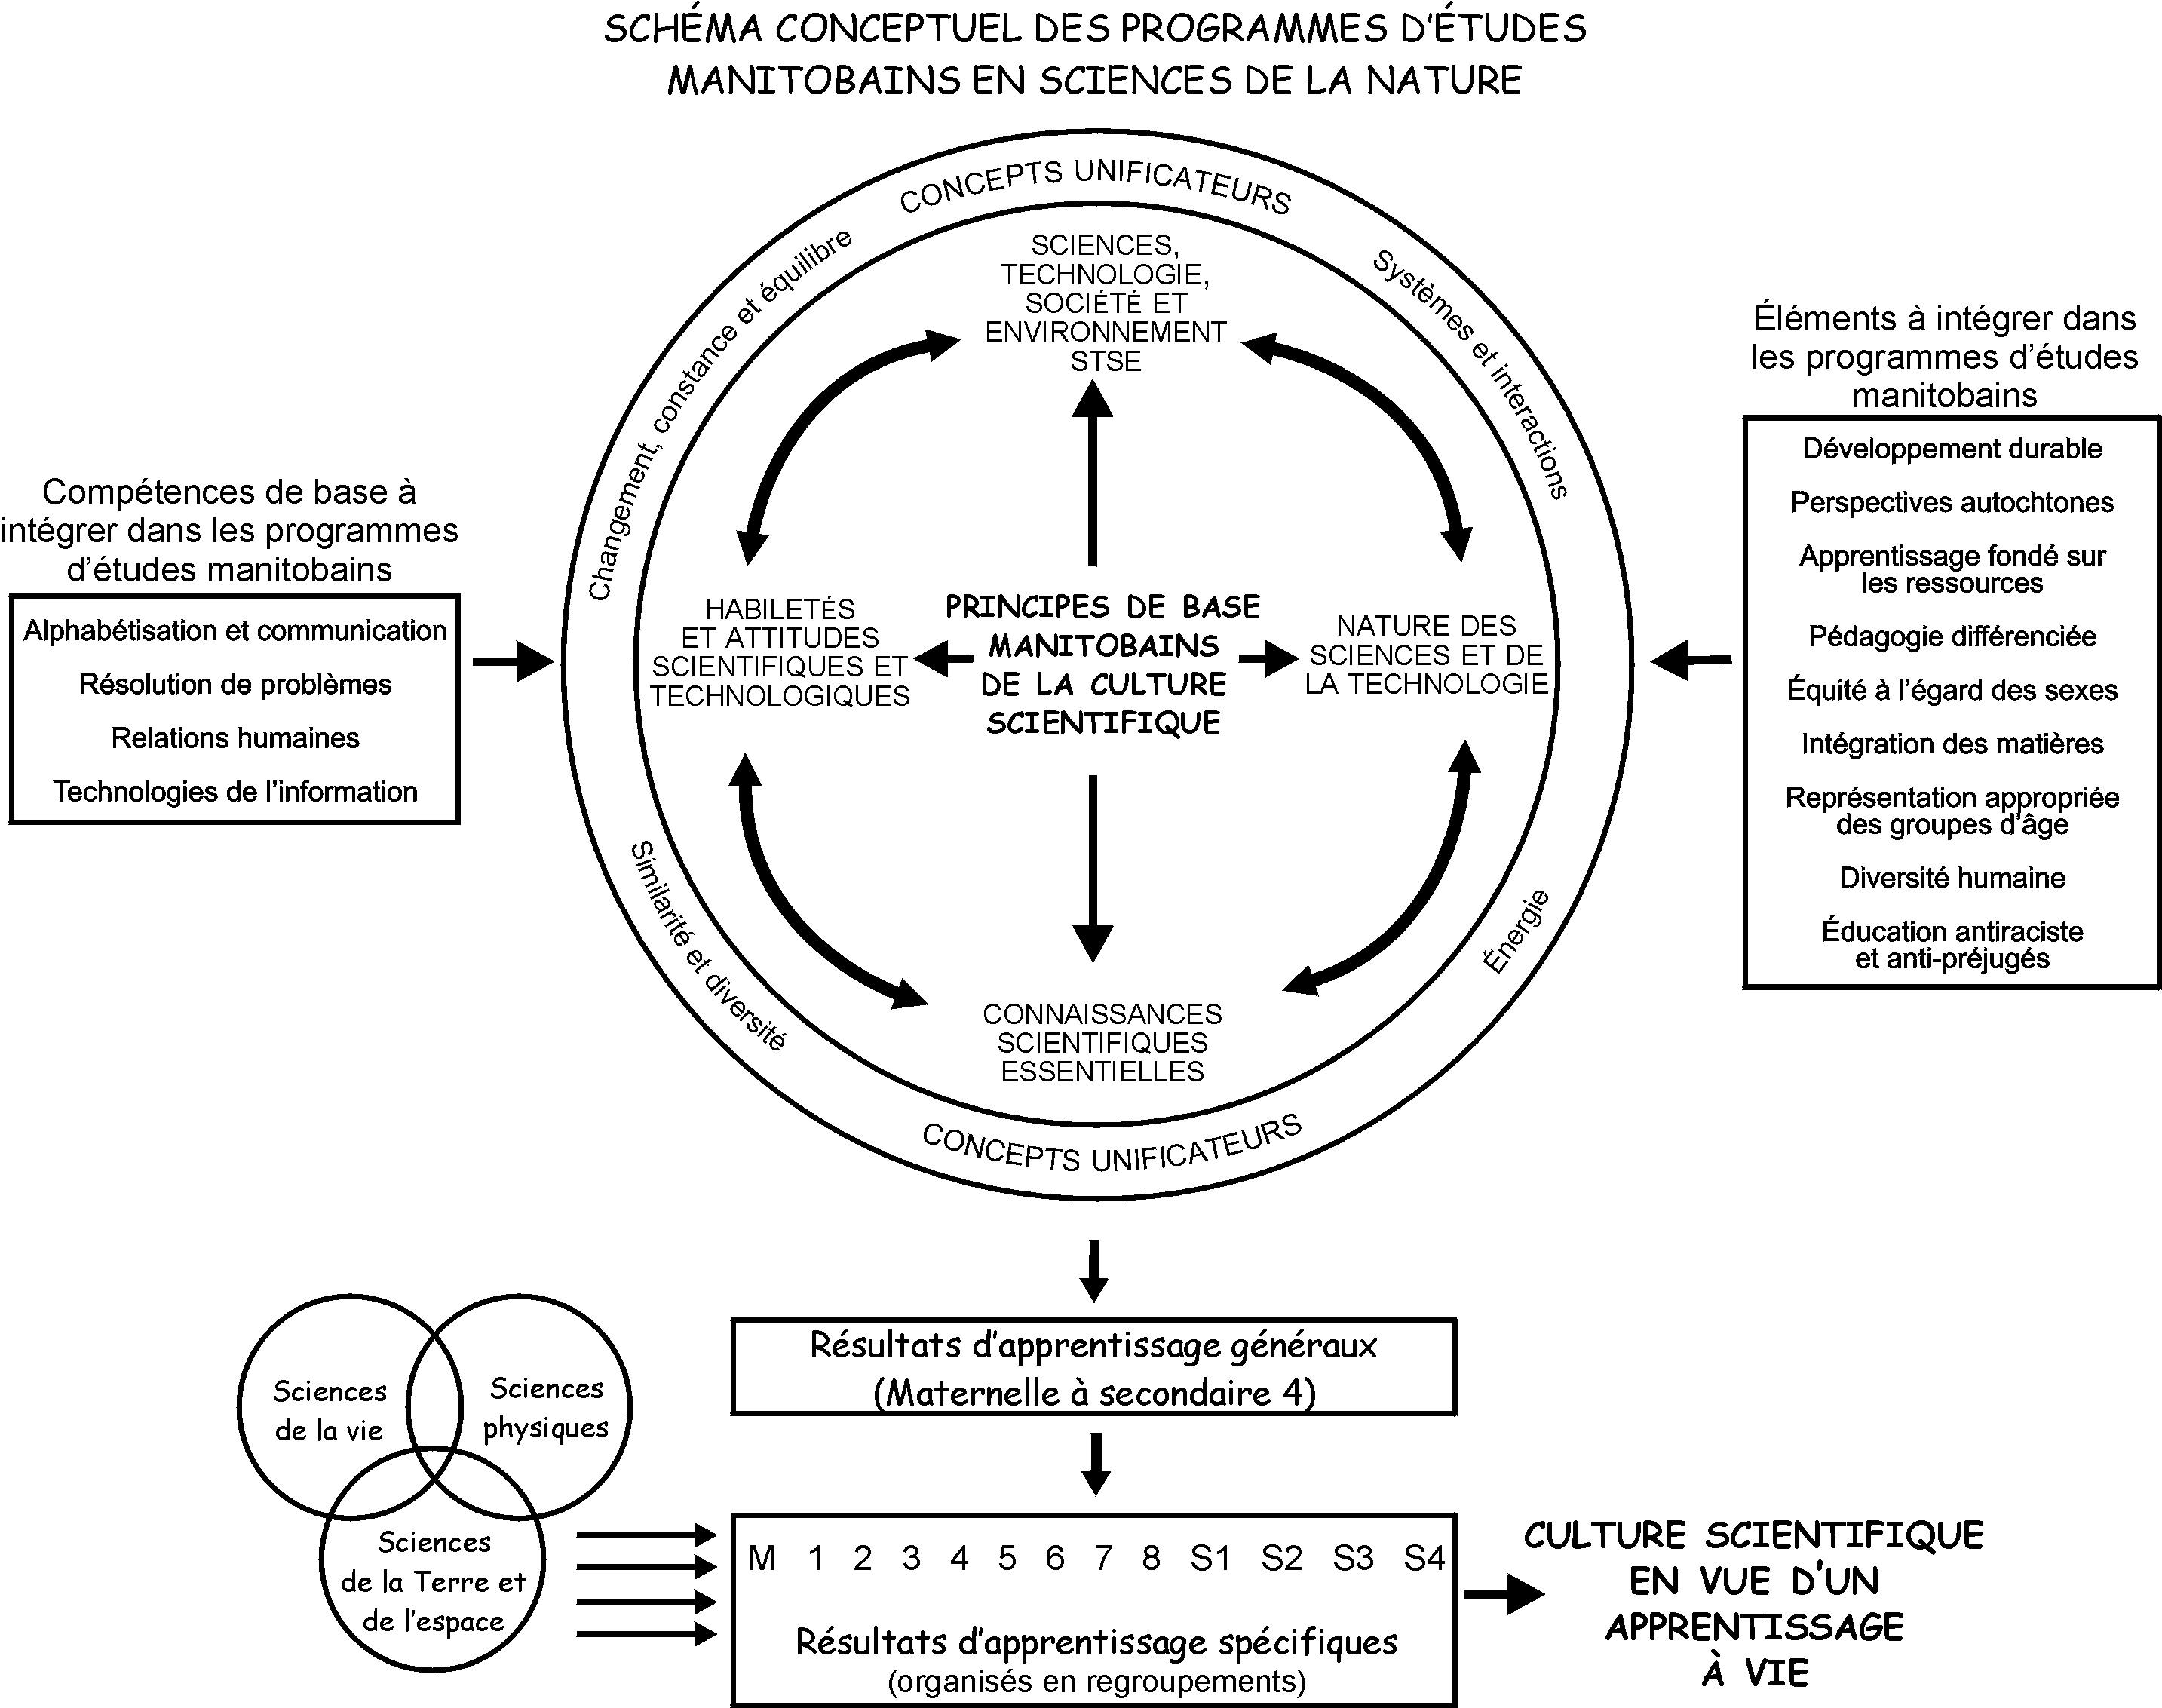 SCHÉMA CONCEPTUEL DES PROGRAMMES D'ÉTUDES
MANITOBAINS EN SCIENCES DE LA NATURE
CONCEPTS UNIFICATEURS
Changement, constance et équilibre
Systèmes et interactions
Similarité et diversité
Énergie
CONCEPTS UNIFICATEURS
SCIENCES,
TECHNOLOGIE,
SOCIÉTÉ ET
ENVIRONNEMENT
STSE
HABILETÉS
ET ATTITUDES
SCIENTIFIQUES ET
TECHNOLOGIQUES
PRINCIPES DE BASE
MANITOBAINS
DE LA CULTURE
SCIENTIFIQUE
NATURE DES
SCIENCES ET DE
LA TECHNOLOGIE
CONNAISSANCES
SCIENTIFIQUES
ESSENTIELLES
Compétences de base à
intégrer dans les programmes
d'études manitobains
Alphabétisation et communication
Résolution de problèmes
Relations humaines
Technologies de l'information
Éléments à intégrer dans
les programmes d'études
manitobains
Développement durable
Perspectives autochtones
Apprentissage fondé sur
les ressources
Pédagogie différenciée
Équité à l'égard des sexes
Intégration des matières
Représentation appropriée
des groupes d'âge
Diversité humaine
Éducation antiraciste
et anti-préjugés
Résultats d'apprentissage généraux
(Maternelle à secondaire 4)
Sciences
de la vie
Sciences
physiques
Sciences
de la Terre et
de l'espace
M 1 2 3 4 5 6 7 8 S1 S2 S3 S4
Résultats d'apprentissage spécifiques
(organisés en regroupements)
CULTURE SCIENTIFIQUE
EN VUE D'UN
APPRENTISSAGE
À VIE